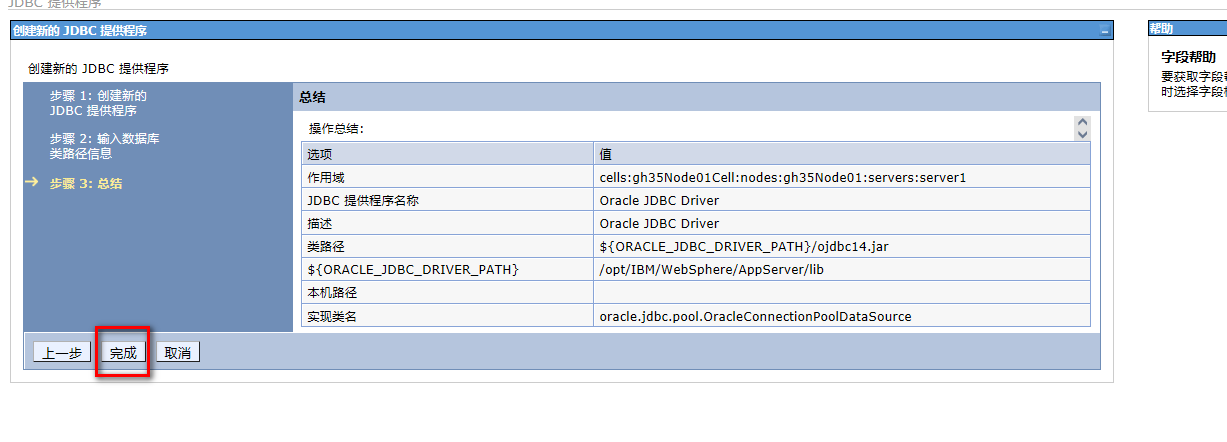 JDBC 提供程序
创建新的 JDBC 提供程序
创建新的 JDBC 提供程序
步骤 1: 创建新的
JDBC 提供程序
步骤 2: 输入数据库
类路径信息
步骤 3: 总结
总结
操作总结:
选项 值
作用域 cells:gh35Node01Cell:nodes:gh35Node01:servers:server1
JDBC 提供程序名称 Oracle JDBC Driver
描述 Oracle JDBC Driver
类路径 ${ORACLE_JDBC_DRIVER_PATH}/ojdbc14.jar
${ORACLE_JDBC_DRIVER_PATH} /opt/IBM/WebSphere/AppServer/lib
本机路径
实现类名 oracle.jdbc.pool.OracleConnectionPoolDataSource
上一步 完成 取消
帮助
字段帮助
要获取字段
时选择字段